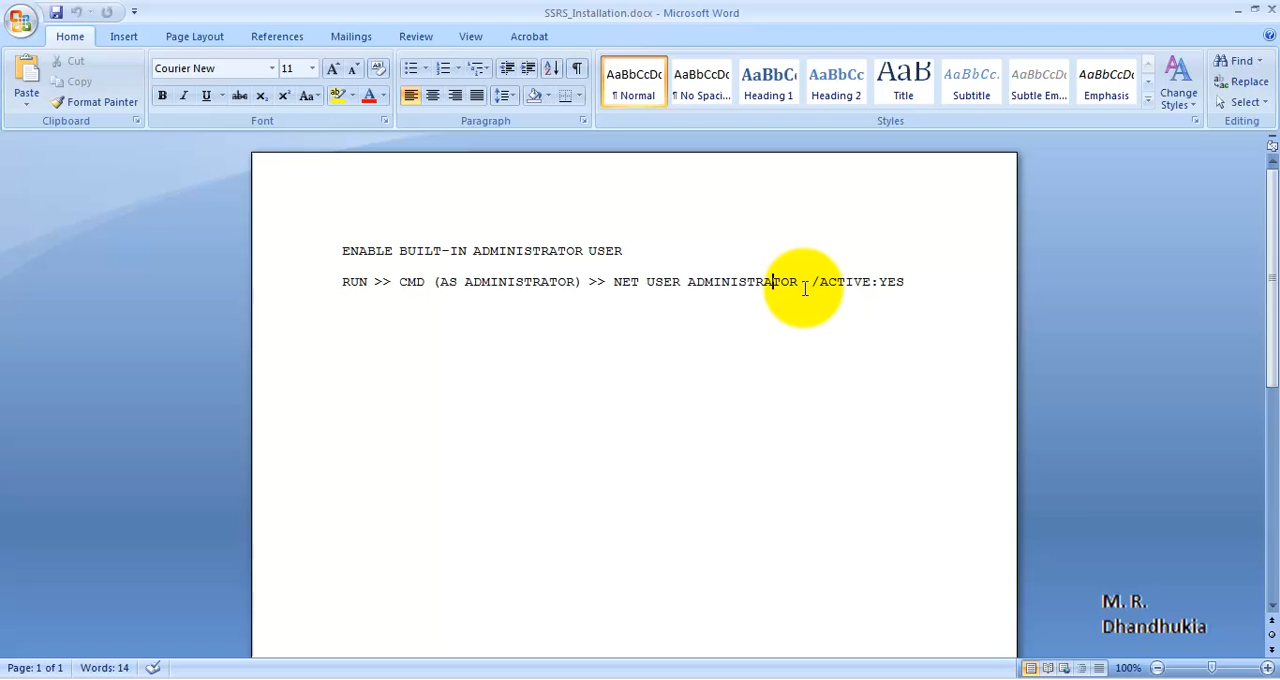 SSRS_Installation.docx - Microsoft Word
Home Insert Page Layout References Mailings Review View Acrobat
Paste
Cut
Copy
Format Painter
Clipboard
Courier New 11
Font
Paragraph
AaBbCcDc AaBbCcDc AaBbC AaBbCc AaB AaBbCc. AaBbCcDc AaBbCcDc
¶ Normal ¶ No Spaci... Heading 1 Heading 2 Title Subtitle Subtle Em... Emphasis
Change Styles
Styles
Find
Replace
Select
Editing
ENABLE BUILT-IN ADMINISTRATOR USER
RUN >> CMD (AS ADMINISTRATOR) >> NET USER ADMINISTRATOR /ACTIVE:YES
M. R.
Dhandhukia
Page: 1 of 1 Words: 14 100%